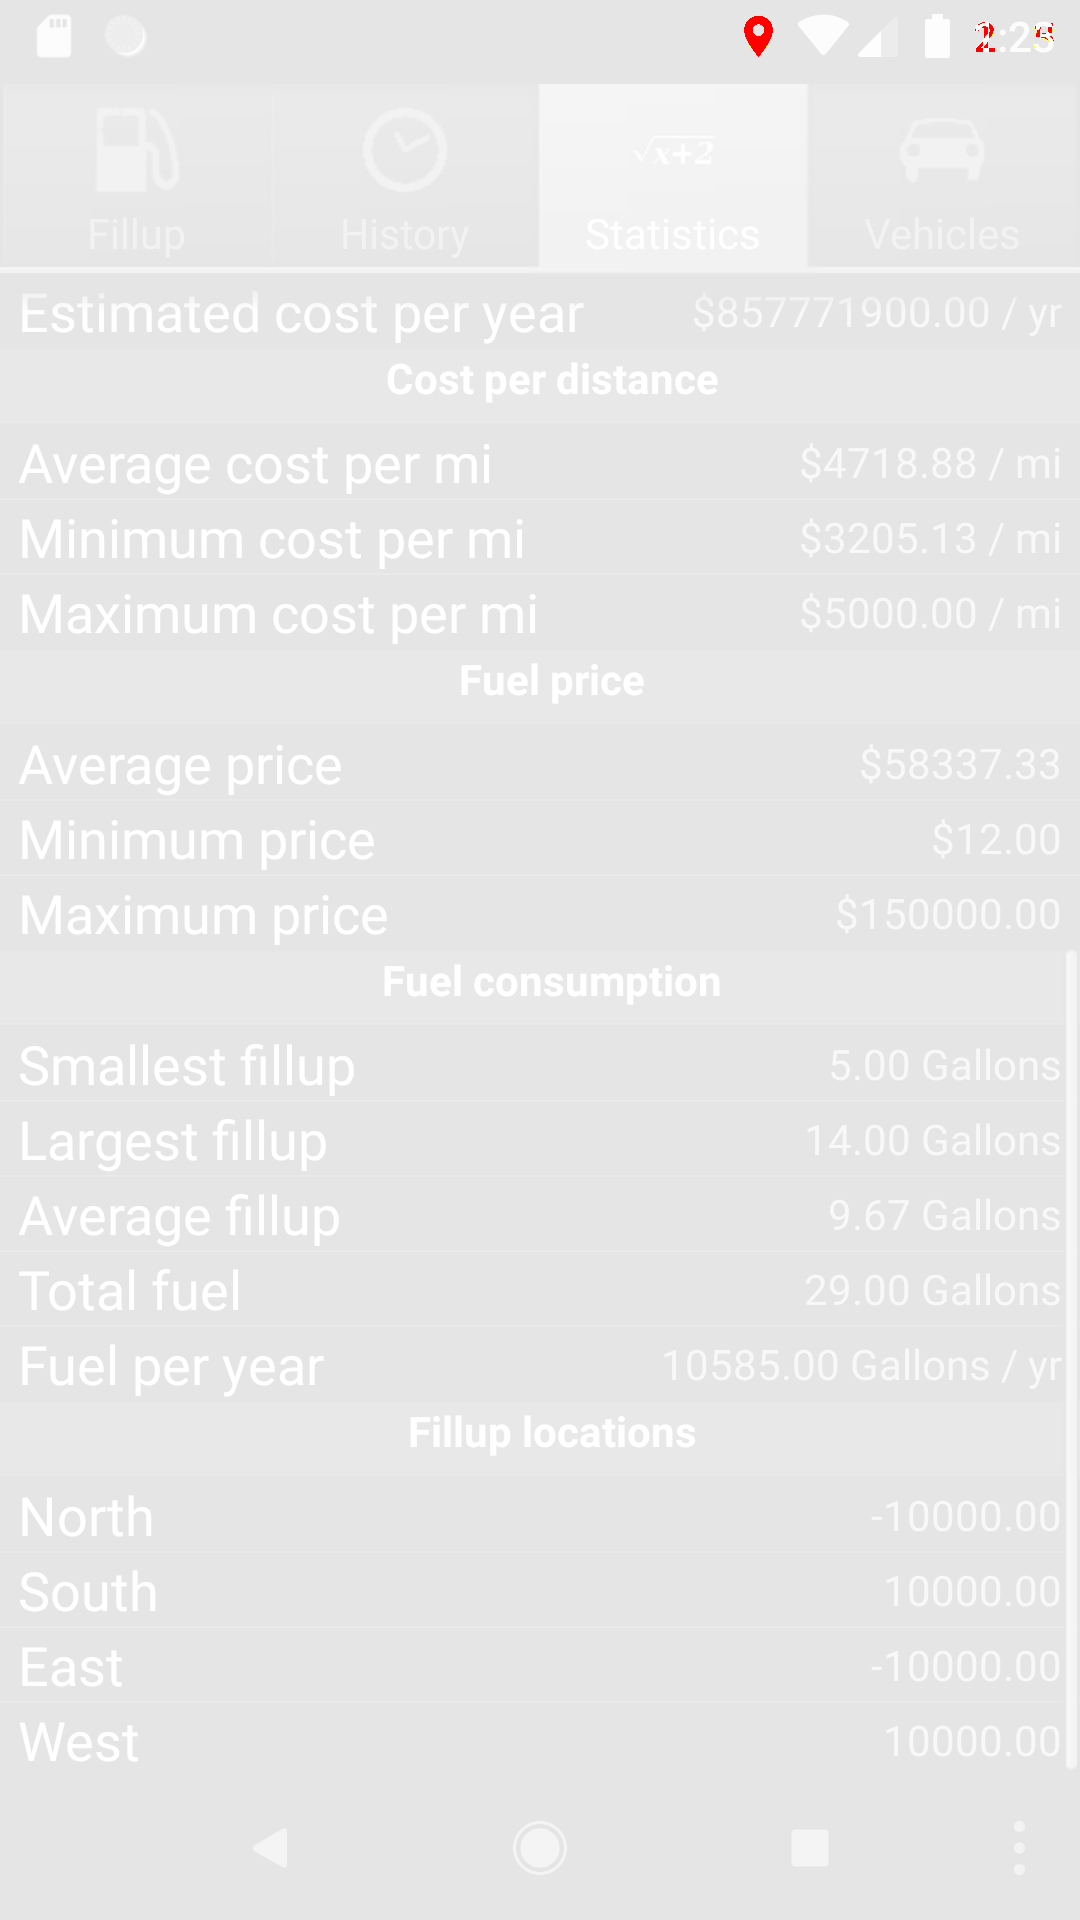 √x+2
Fillup History Statistics Vehicles
Estimated cost per year $857771900.00 / yr
Cost per distance
Average cost per mi $4718.88 / mi
Minimum cost per mi $3205.13 / mi
Maximum cost per mi $5000.00 / mi
Fuel price
Average price $58337.33
Minimum price $12.00
Maximum price $150000.00
Fuel consumption
Smallest fillup 5.00 Gallons
Largest fillup 14.00 Gallons
Average fillup 9.67 Gallons
Total fuel 29.00 Gallons
Fuel per year 10585.00 Gallons / yr
Fillup locations
North -10000.00
South 10000.00
East -10000.00
West 10000.00